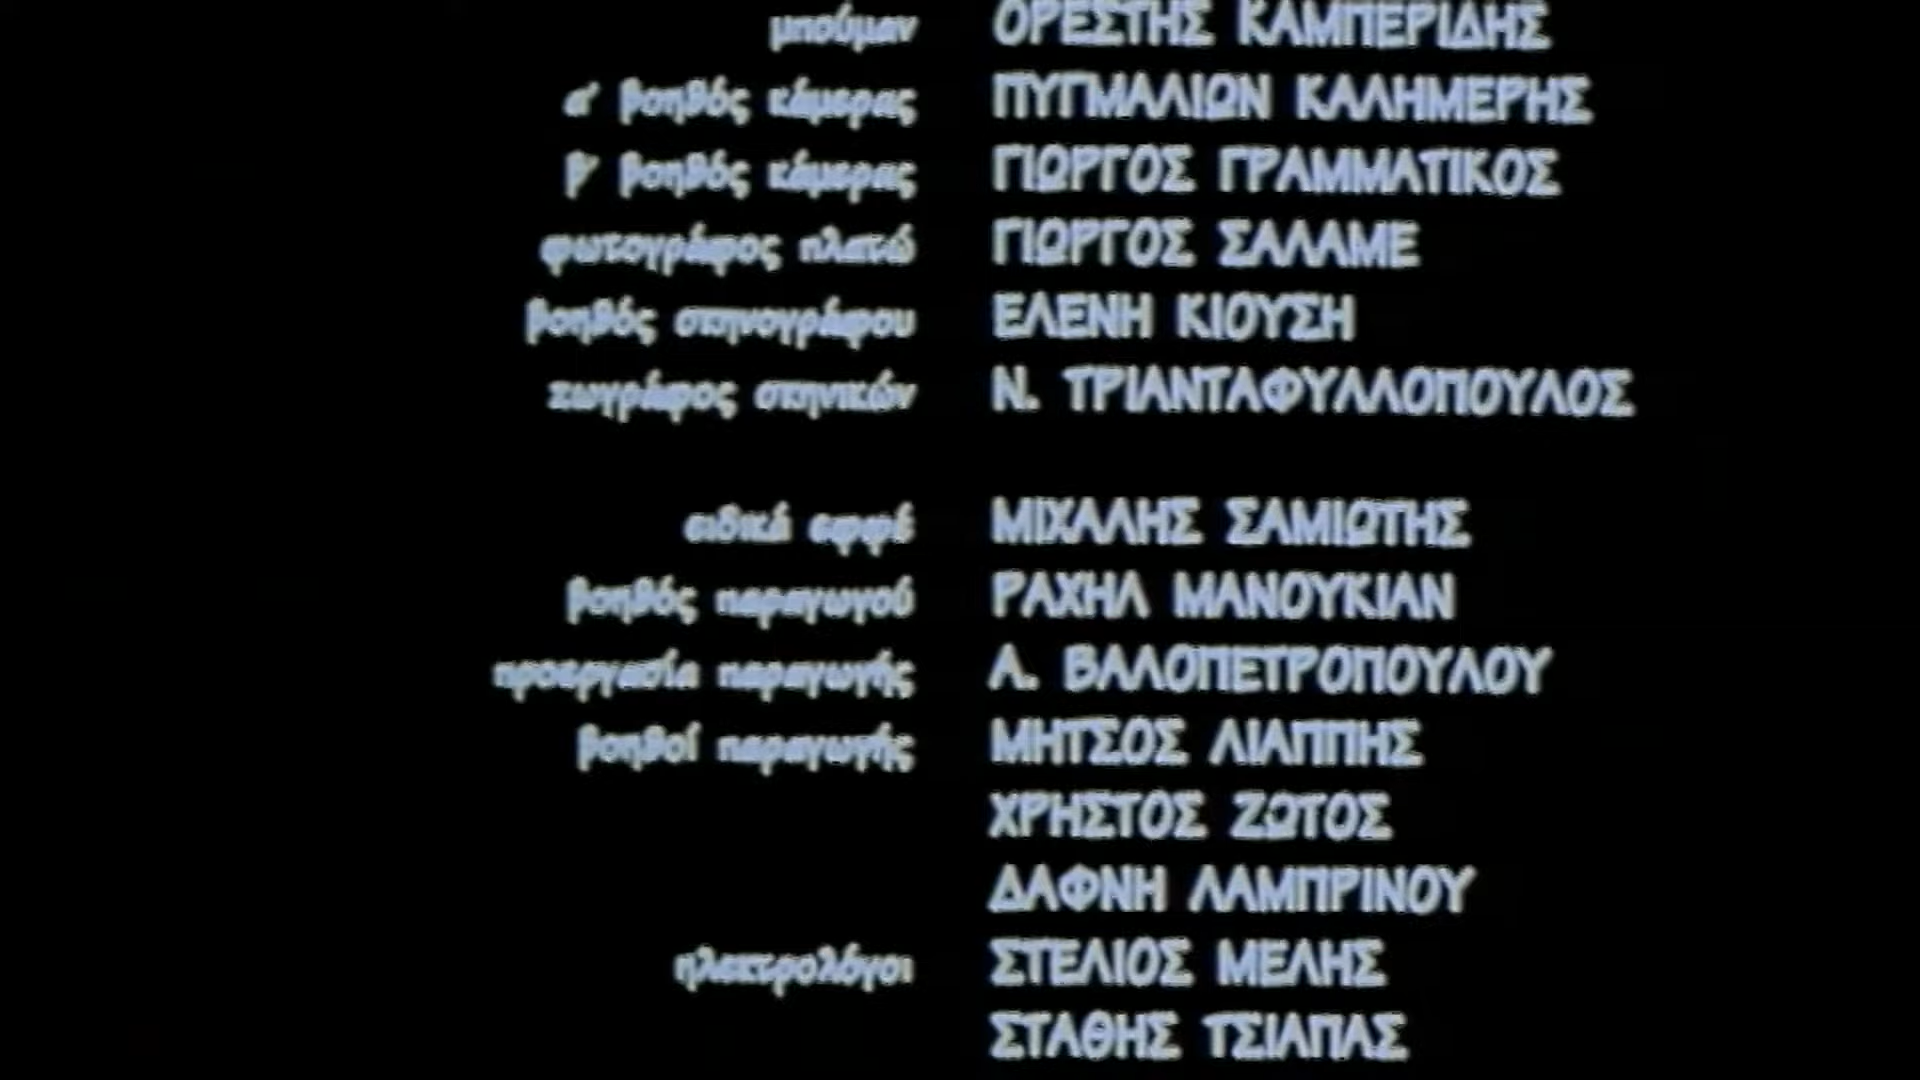 μπούμαν ΟΡΕΣΤΗΣ ΚΑΜΠΕΡΙΔΗΣ
α' βοηθός κάμερας ΠΥΓΜΑΛΙΩΝ ΚΑΛΗΜΕΡΗΣ
β' βοηθός κάμερας ΓΙΩΡΓΟΣ ΓΡΑΜΜΑΤΙΚΟΣ
φωτογράφος πλατώ ΓΙΩΡΓΟΣ ΣΑΛΑΜΕ
βοηθός σκηνογράφου ΕΛΕΝΗ ΚΙΟΥΣΗ
ζωγράφος σκηνικών Ν. ΤΡΙΑΝΤΑΦΥΛΛΟΠΟΥΛΟΣ
ειδικά εφφέ ΜΙΧΑΛΗΣ ΣΑΜΙΩΤΗΣ
βοηθός παραγωγού ΡΑΧΗΛ ΜΑΝΟΥΚΙΑΝ
προεργασία παραγωγής Α. ΒΑΛΟΠΕΤΡΟΠΟΥΛΟΥ
βοηθοί παραγωγής ΜΗΤΣΟΣ ΛΙΑΠΠΗΣ
ΧΡΗΣΤΟΣ ΖΩΤΟΣ
ΔΑΦΝΗ ΛΑΜΠΡΙΝΟΥ
ηλεκτρολόγοι ΣΤΕΛΙΟΣ ΜΕΛΗΣ
ΣΤΑΘΗΣ ΤΣΙΑΠΑΣ